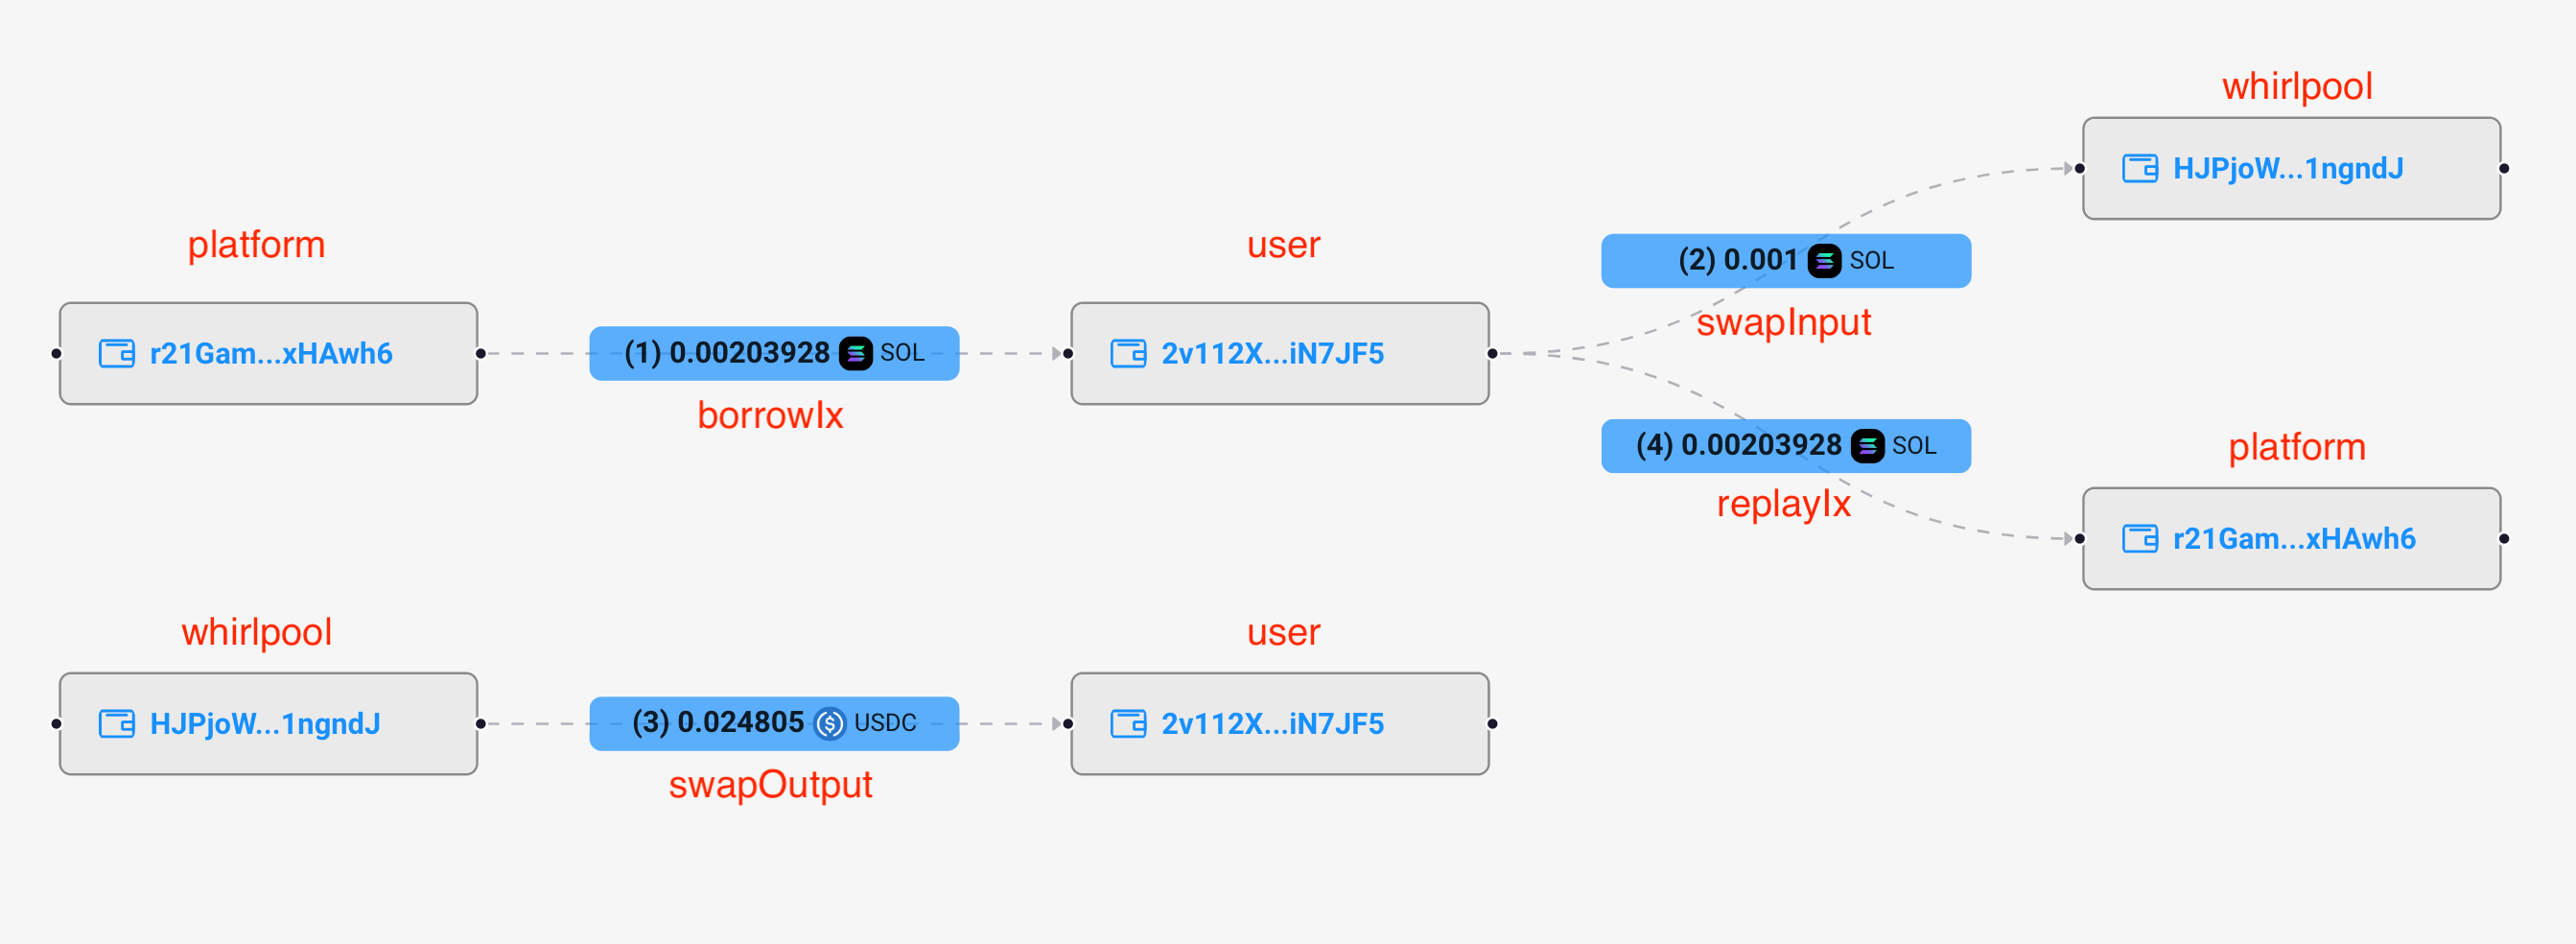 whirlpool
HJPjoW...1ngndJ
platform
user
(2) 0.001 SOL
swapInput
r21Gam...xHAwh6
(1) 0.00203928 SOL
borrowIx
2v112X...iN7JF5
(4) 0.00203928 SOL
replayIx
platform
r21Gam...xHAwh6
whirlpool
user
HJPjoW...1ngndJ
(3) 0.024805 USDC
swapOutput
2v112X...iN7JF5